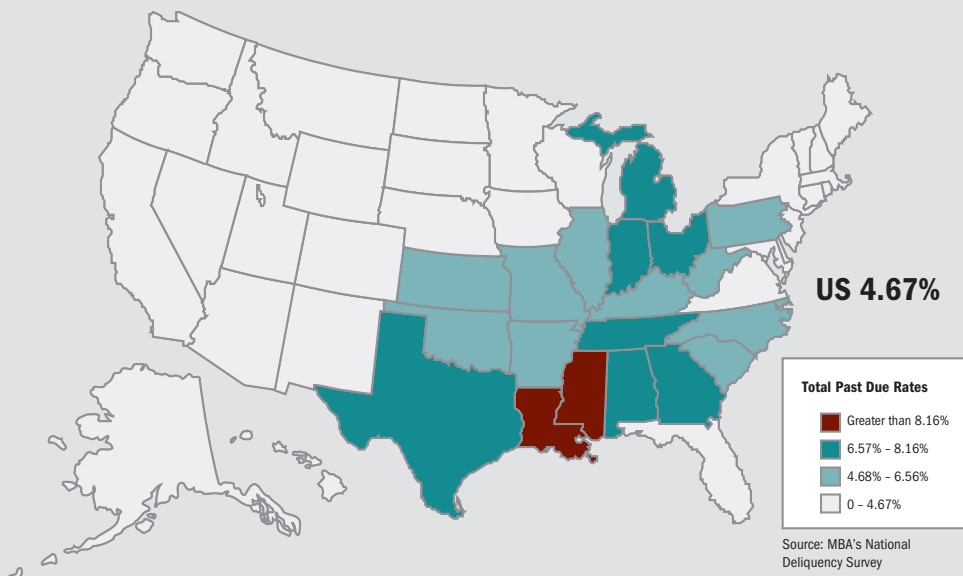 US 4.67%
Total Past Due Rates
Greater than 8.16%
6.57% – 8.16%
4.68% – 6.56%
0 – 4.67%
Source: MBA's National
Deliquency Survey